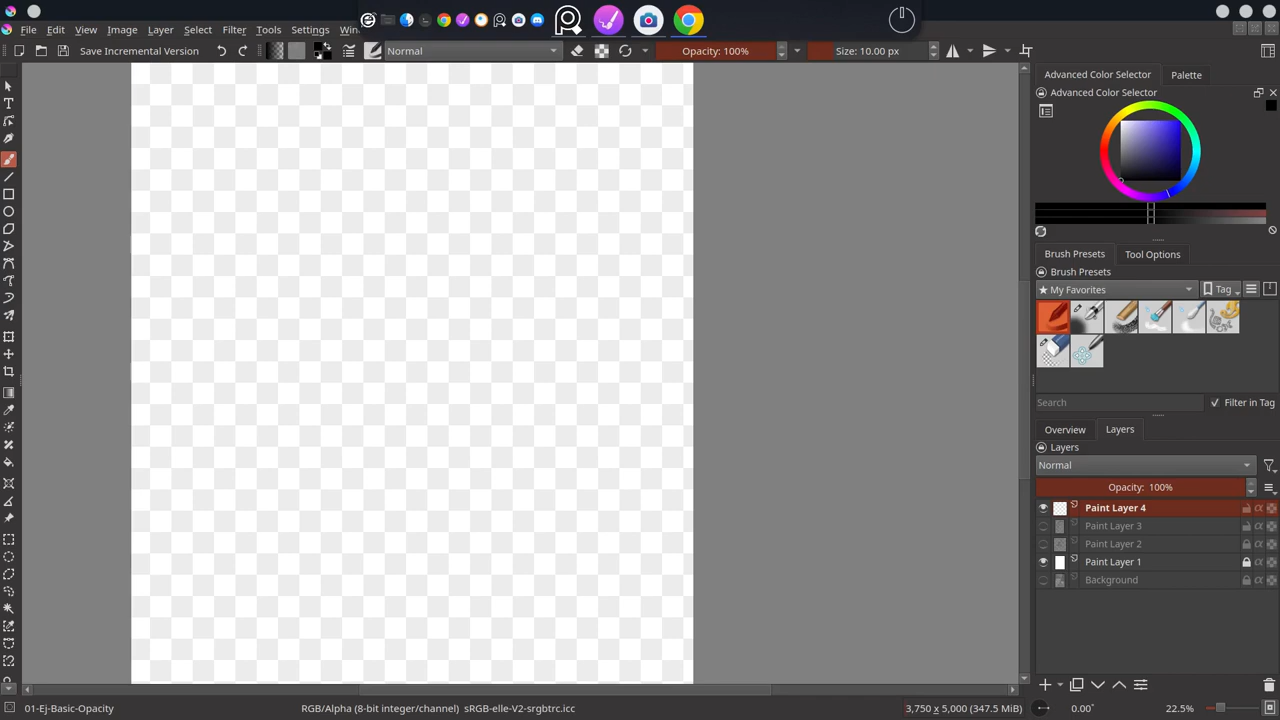 File Edit View Image Layer Select Filter Tools Settings
Save Incremental Version
Normal
Opacity: 100%
Size: 10.00 px
Advanced Color Selector Palette
Advanced Color Selector
Brush Presets Tool Options
Brush Presets
★ My Favorites
Tag
Search
Filter in Tag
Overview Layers
Layers
Normal
Opacity: 100%
Paint Layer 4
Paint Layer 3
Paint Layer 2
Paint Layer 1
Background
01-Ej-Basic-Opacity
RGB/Alpha (8-bit integer/channel) sRGB-elle-V2-srgbtrc.icc
3,750 x 5,000 (347.5 MiB)
0.00°
22.5%